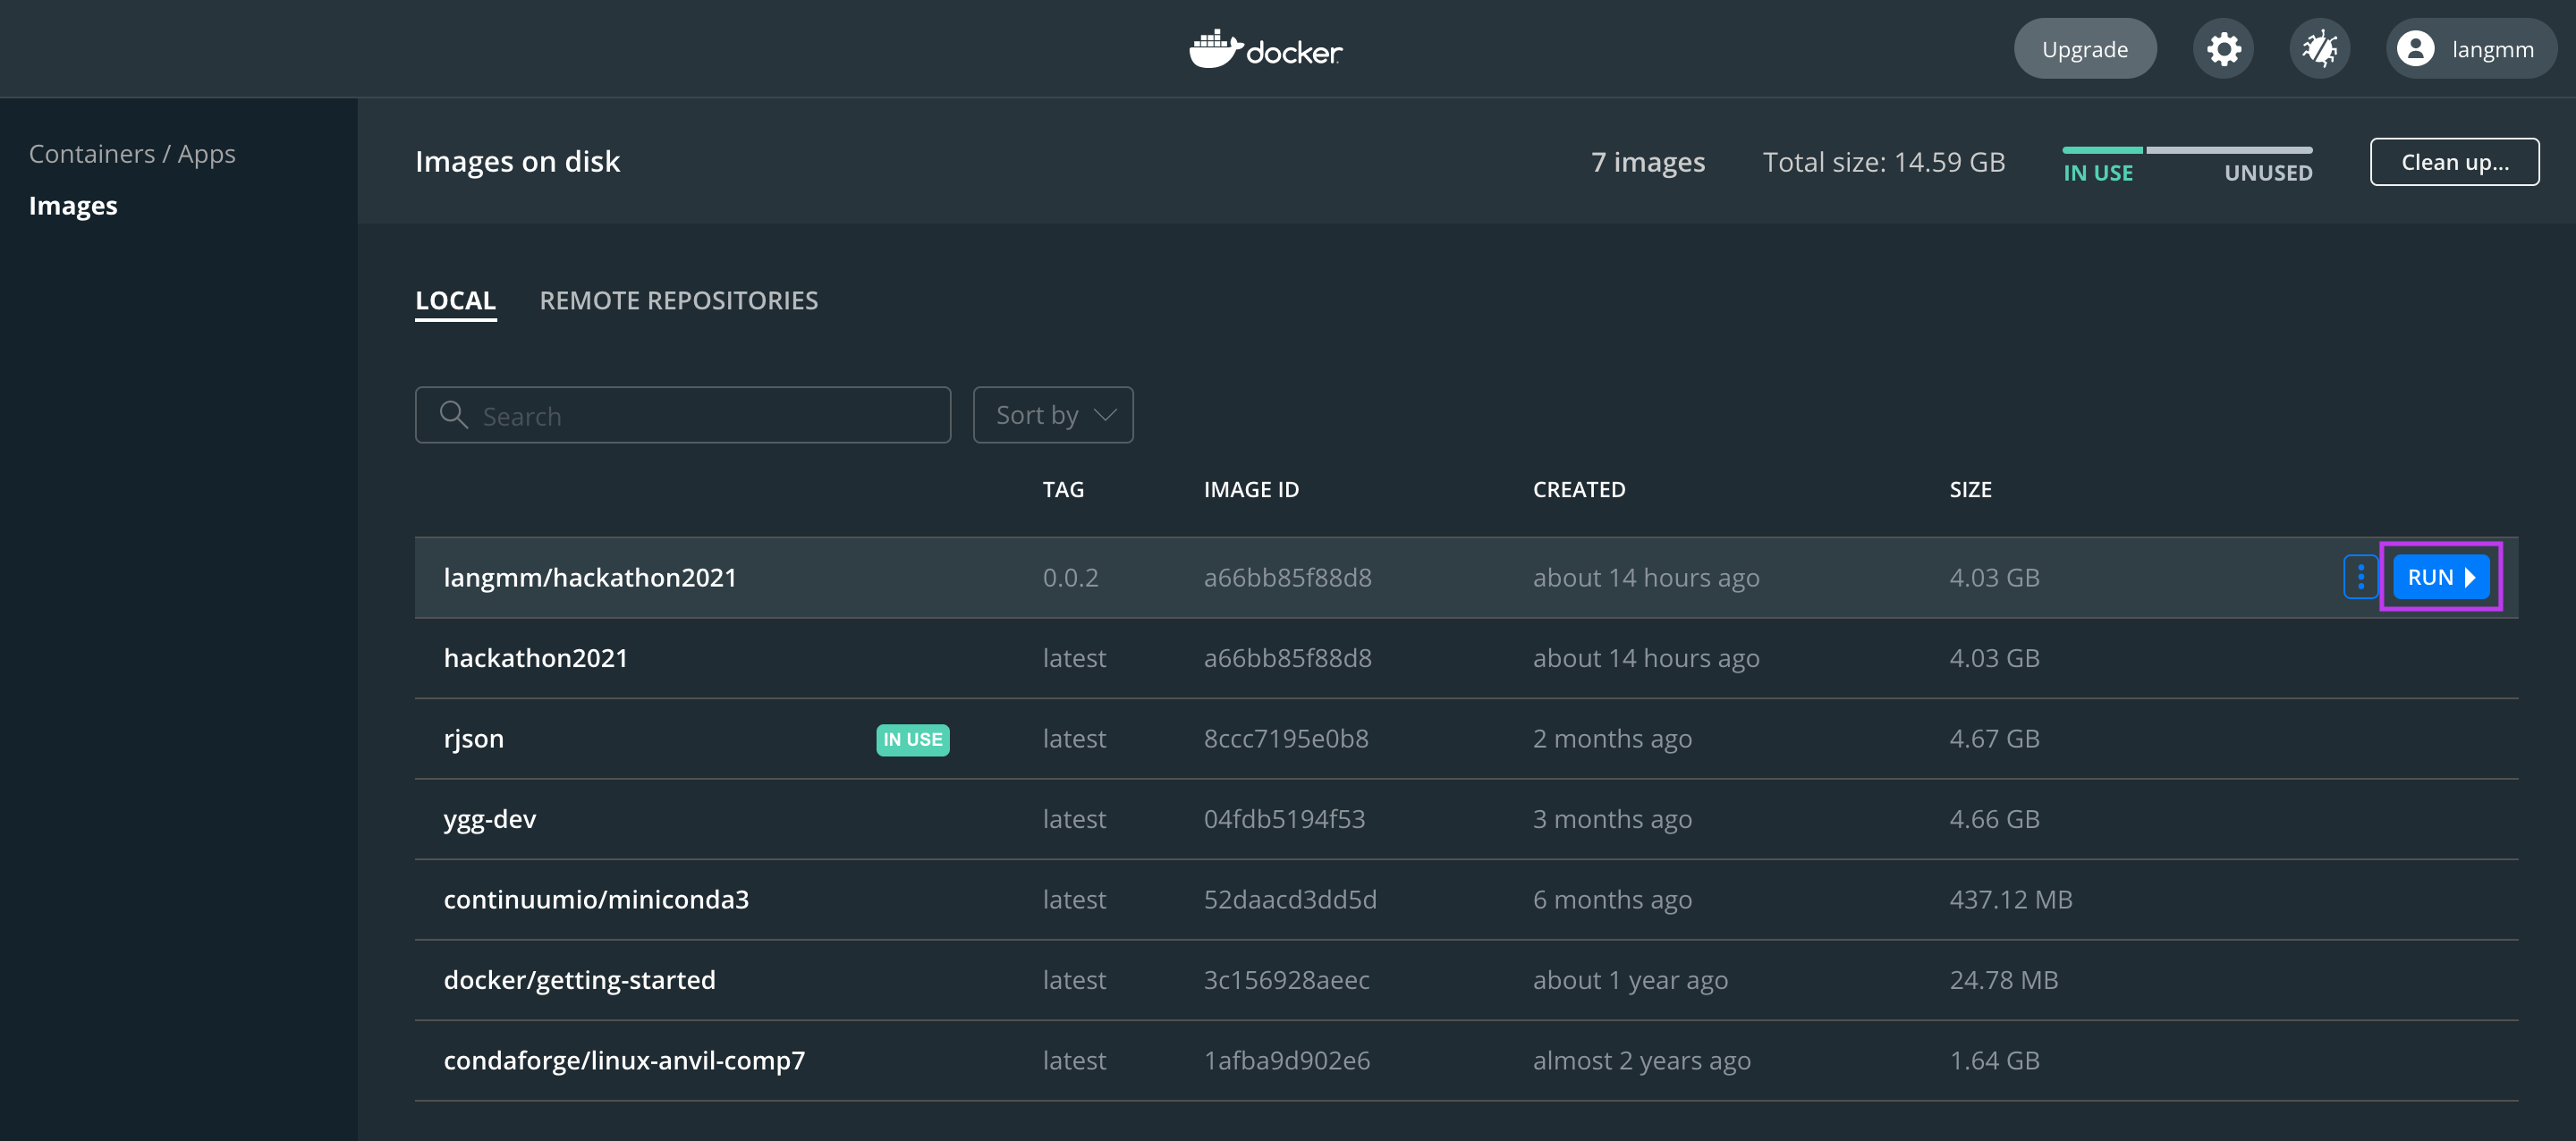 docker
Upgrade
langmm
Containers / Apps
Images
Images on disk
7 images
Total size: 14.59 GB
IN USE
UNUSED
Clean up...
LOCAL
REMOTE REPOSITORIES
Search
Sort by
TAG IMAGE ID CREATED SIZE
langmm/hackathon2021 0.0.2 a66bb85f88d8 about 14 hours ago 4.03 GB RUN
hackathon2021 latest a66bb85f88d8 about 14 hours ago 4.03 GB
rjson IN USE latest 8ccc7195e0b8 2 months ago 4.67 GB
ygg-dev latest 04fdb5194f53 3 months ago 4.66 GB
continuumio/miniconda3 latest 52daacd3dd5d 6 months ago 437.12 MB
docker/getting-started latest 3c156928aeec about 1 year ago 24.78 MB
condaforge/linux-anvil-comp7 latest 1afba9d902e6 almost 2 years ago 1.64 GB